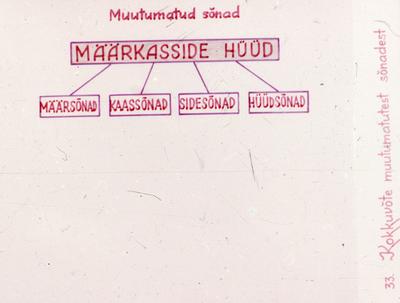 Muutumatud sõnad
MÄÄRKASSIDE HÜÜD
MÄÄRSÕNAD KAASSÕNAD SIDESÕNAD HÜÜDSÕNAD
33. Kokkuvõte muutumatutest sõnadest